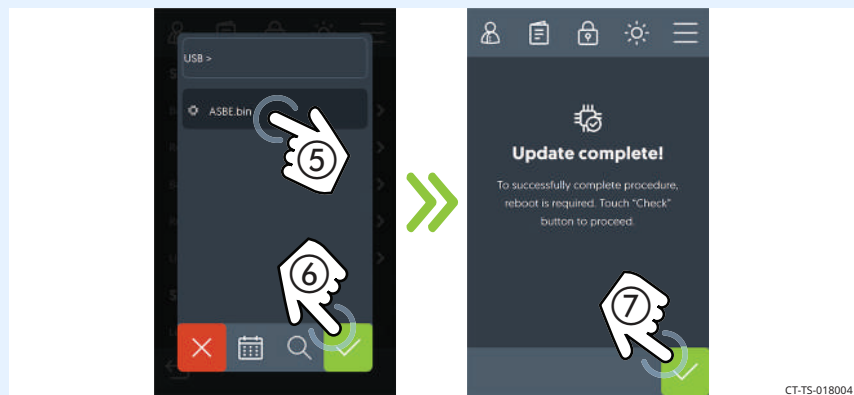 USB >
ASBE.bin
5
6
Update complete!
To successfully complete procedure,
reboot is required. Touch "Check"
button to proceed.
7
CT-TS-018004